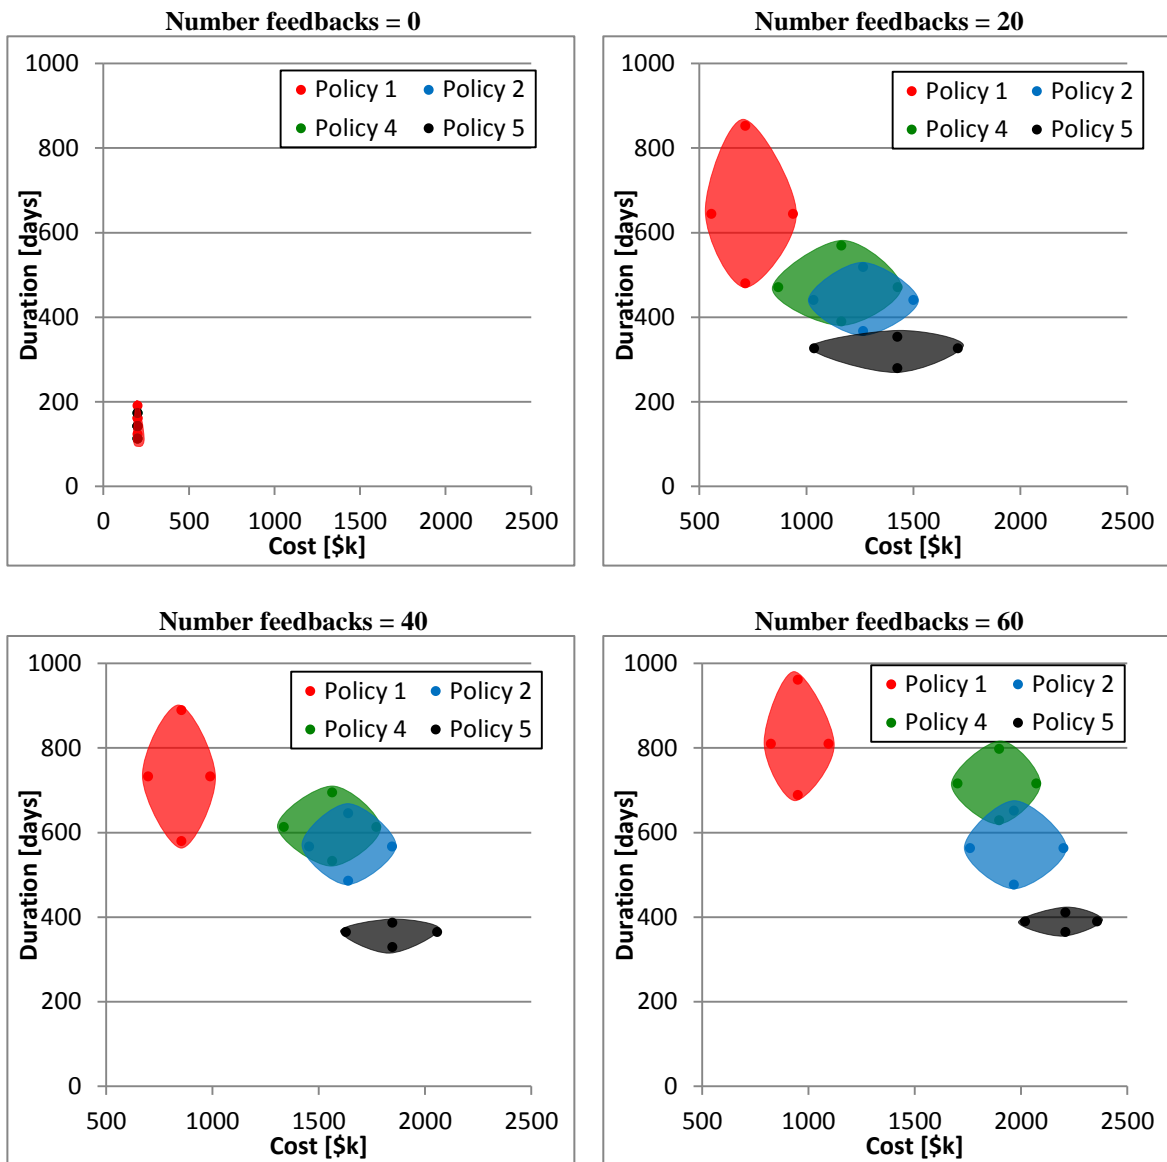 Number feedbacks = 0
1000
800
600
400
200
0
Duration [days]
Policy 1 Policy 2
Policy 4 Policy 5
0 500 1000 1500 2000 2500
Cost [$k]
Number feedbacks = 20
1000
800
600
400
200
0
Duration [days]
Policy 1 Policy 2
Policy 4 Policy 5
500 1000 1500 2000 2500
Cost [$k]
Number feedbacks = 40
1000
800
600
400
200
0
Duration [days]
Policy 1 Policy 2
Policy 4 Policy 5
500 1000 1500 2000 2500
Cost [$k]
Number feedbacks = 60
1000
800
600
400
200
0
Duration [days]
Policy 1 Policy 2
Policy 4 Policy 5
500 1000 1500 2000 2500
Cost [$k]